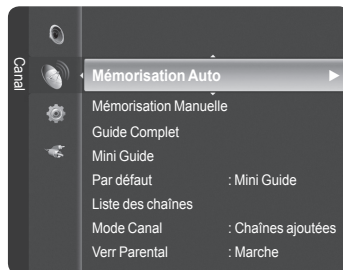 Canal
Mémorisation Auto
Mémorisation Manuelle
Guide Complet
Mini Guide
Par défaut : Mini Guide
Liste des chaînes
Mode Canal : Chaînes ajoutées
Verr Parental : Marche